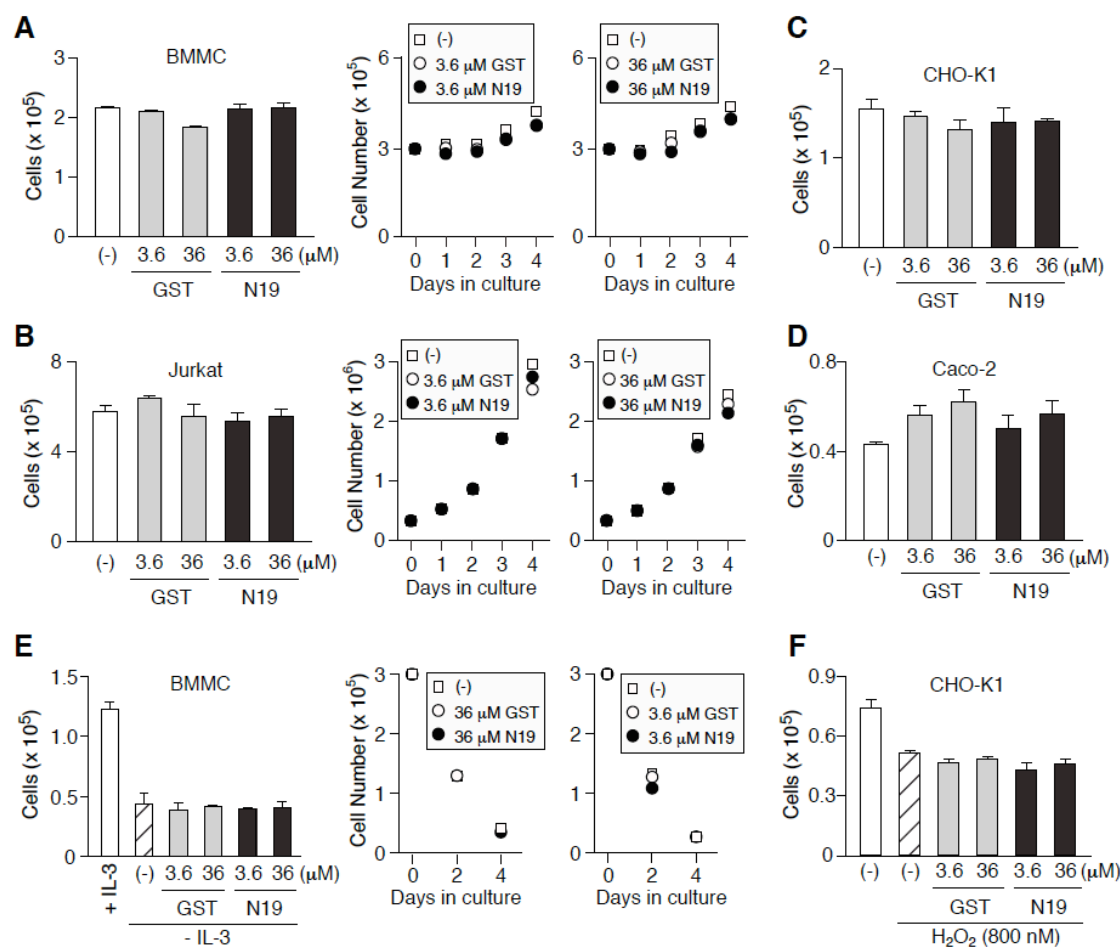 A
BMMC
Cells (x 10⁵)
3
2
1
0
(-) 3.6 36 3.6 36 (μM)
GST N19
Cell Number (x 10⁵)
6
3
0
(-)
3.6 μM GST
3.6 μM N19
0 1 2 3 4
Days in culture
6
3
0
(-)
36 μM GST
36 μM N19
0 1 2 3 4
Days in culture
C
CHO-K1
Cells (x 10⁵)
2
1
0
(-) 3.6 36 3.6 36 (μM)
GST N19
B
Jurkat
Cells (x 10⁵)
8
4
0
(-) 3.6 36 3.6 36 (μM)
GST N19
Cell Number (x 10⁶)
3
2
1
0
(-)
3.6 μM GST
3.6 μM N19
0 1 2 3 4
Days in culture
3
2
1
0
(-)
36 μM GST
36 μM N19
0 1 2 3 4
Days in culture
D
Caco-2
Cells (x 10⁵)
0.8
0.4
0
(-) 3.6 36 3.6 36 (μM)
GST N19
E
BMMC
Cells (x 10⁵)
1.5
1.0
0.5
0
+ IL-3 (-) 3.6 36 3.6 36 (μM)
GST N19
- IL-3
Cell Number (x 10⁵)
3
2
1
0
(-)
36 μM GST
36 μM N19
0 2 4
Days in culture
3
2
1
0
(-)
3.6 μM GST
3.6 μM N19
0 2 4
Days in culture
F
CHO-K1
Cells (x 10⁵)
0.9
0.6
0.3
0
(-) (-) 3.6 36 3.6 36 (μM)
GST N19
H₂O₂ (800 nM)